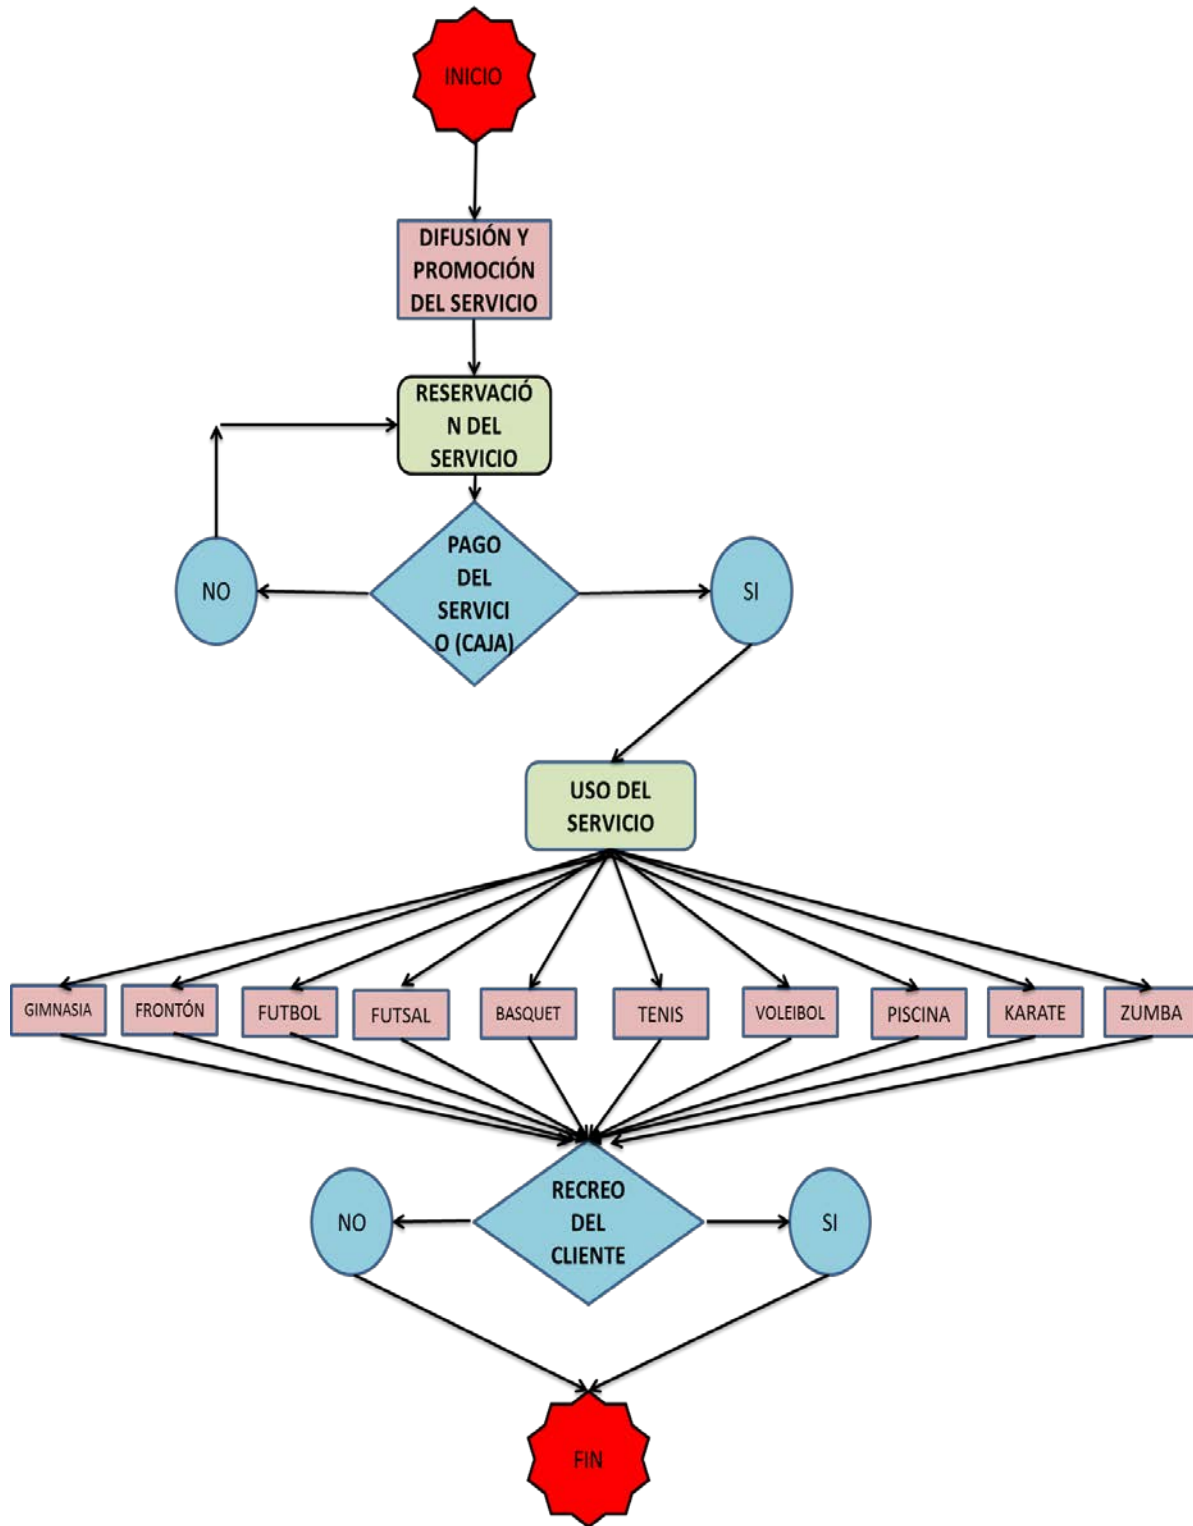 INICIO
DIFUSIÓN Y
PROMOCIÓN
DEL SERVICIO
RESERVACIÓ
N DEL
SERVICIO
PAGO
DEL
SERVICI
O (CAJA)
NO
SI
USO DEL
SERVICIO
GIMNASIA
FRONTÓN
FUTBOL
FUTSAL
BASQUET
TENIS
VOLEIBOL
PISCINA
KARATE
ZUMBA
RECREO
DEL
CLIENTE
NO
SI
FIN